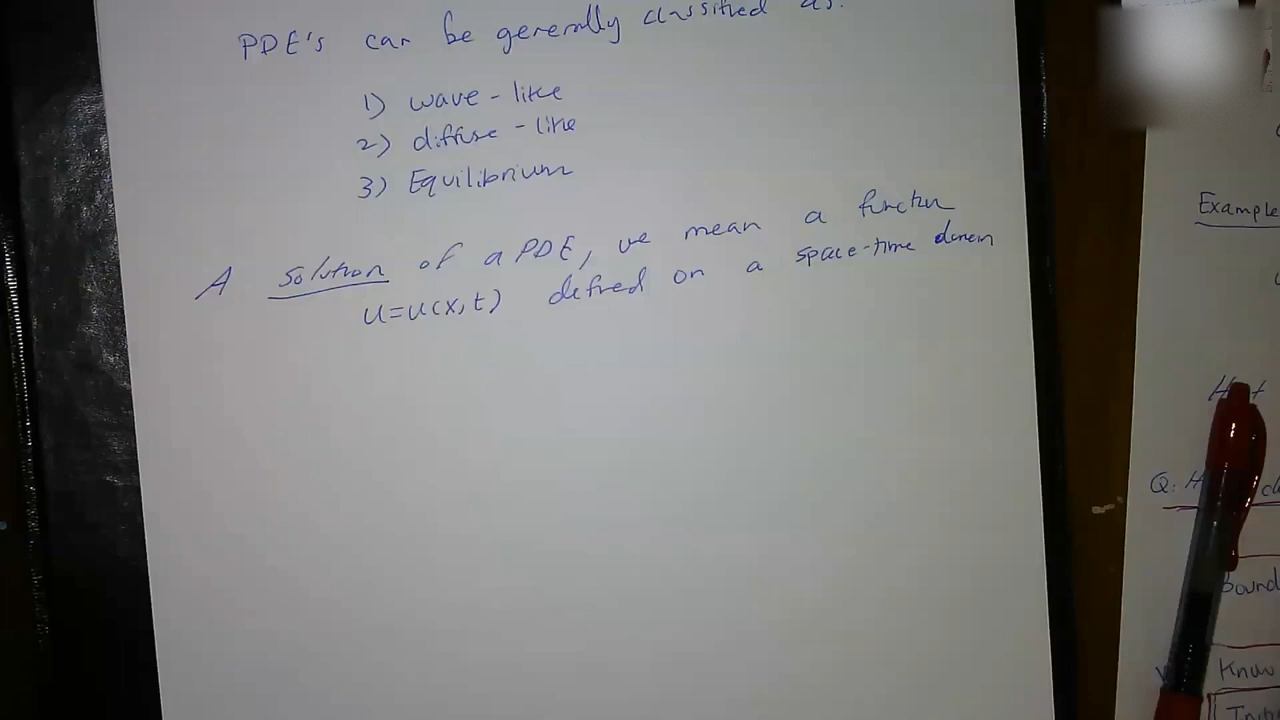 PDE's can be generally classified as:
1) wave-like
2) diffuse-like
3) Equilibrium
A solution of a PDE, we mean a function
u=u(x,t) defined on a space-time domain
Example
Q: H
Bound
Know